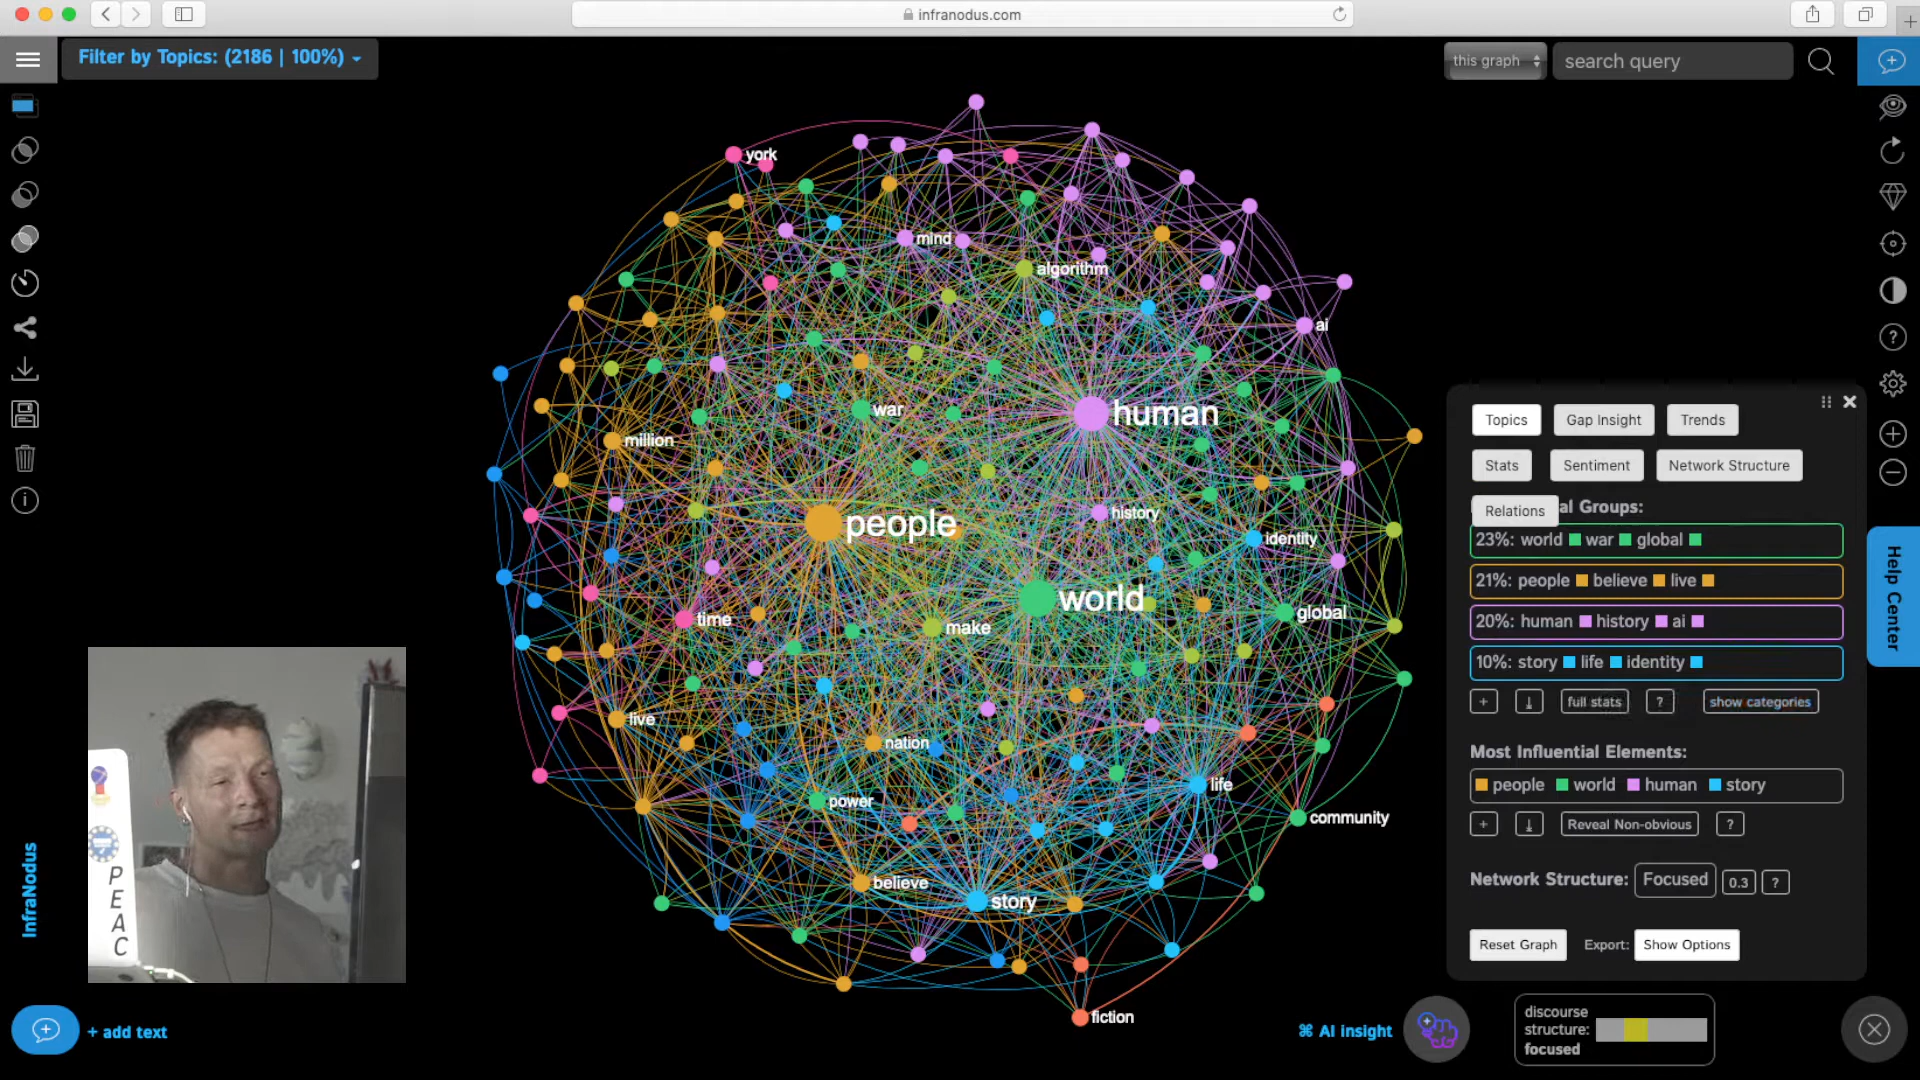 infranodus.com
Filter by Topics: (2186 | 100%)
this graph
search query
york
mind
algorithm
ai
war
human
million
people
history
identity
world
global
time
make
live
nation
life
power
community
believe
story
fiction
Topics
Gap Insight
Trends
Stats
Sentiment
Network Structure
Relations
al Groups:
23%: world war global
21%: people believe live
20%: human history ai
10%: story life identity
+
full stats
?
show categories
Most Influential Elements:
people world human story
+
Reveal Non-obvious
?
Network Structure: Focused 0.3 ?
Reset Graph
Export: Show Options
Help Center
InfraNodus
PEAC
+ add text
⌘ AI insight
discourse
structure:
focused